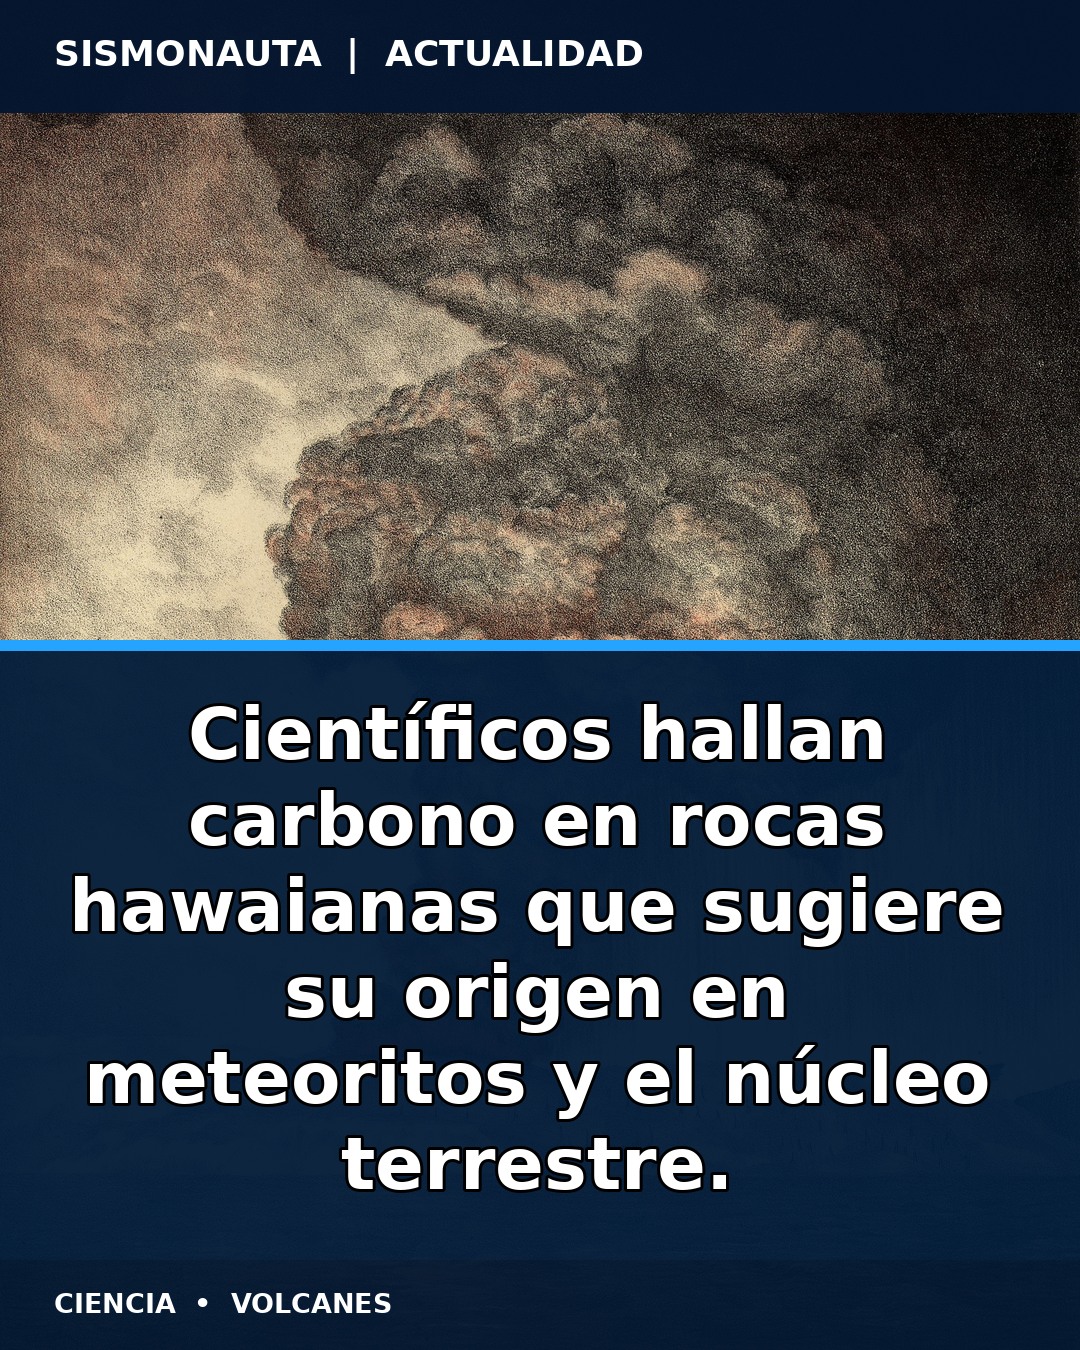 SISMONAUTA | ACTUALIDAD
Científicos hallan
carbono en rocas
hawaianas que sugiere
su origen en
meteoritos y el núcleo
terrestre.
CIENCIA • VOLCANES